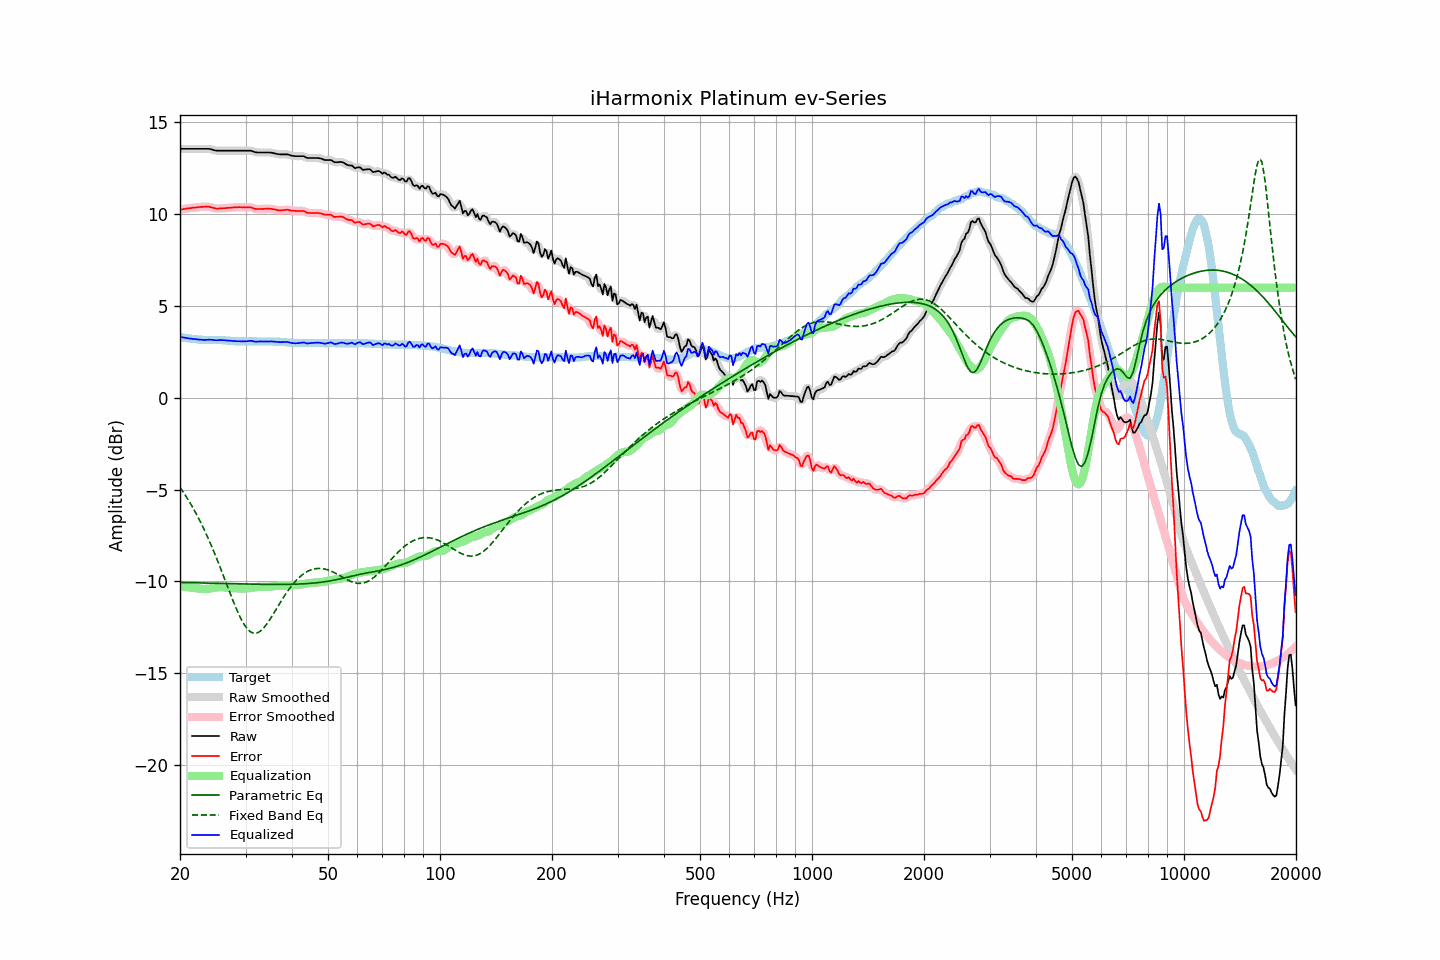 iHarmonix Platinum ev-Series
15
10
5
0
−5
−10
−15
−20
Amplitude (dBr)
20
50
100
200
500
1000
2000
5000
10000
20000
Frequency (Hz)
Target
Raw Smoothed
Error Smoothed
Raw
Error
Equalization
Parametric Eq
Fixed Band Eq
Equalized